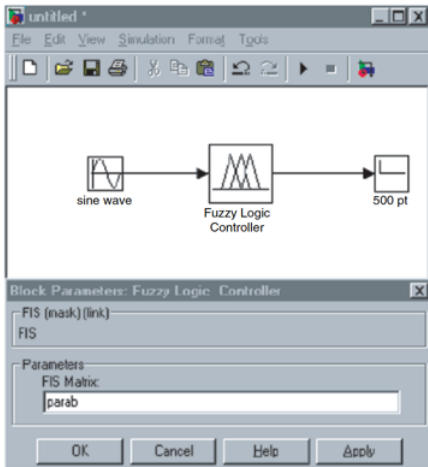 untitled *
File Edit View Simulation Format Tools
sine wave
Fuzzy Logic
Controller
500 pt
Block Parameters: Fuzzy Logic Controller
FIS (mask) (link)
FIS
Parameters
FIS Matrix:
parab
OK Cancel Help Apply